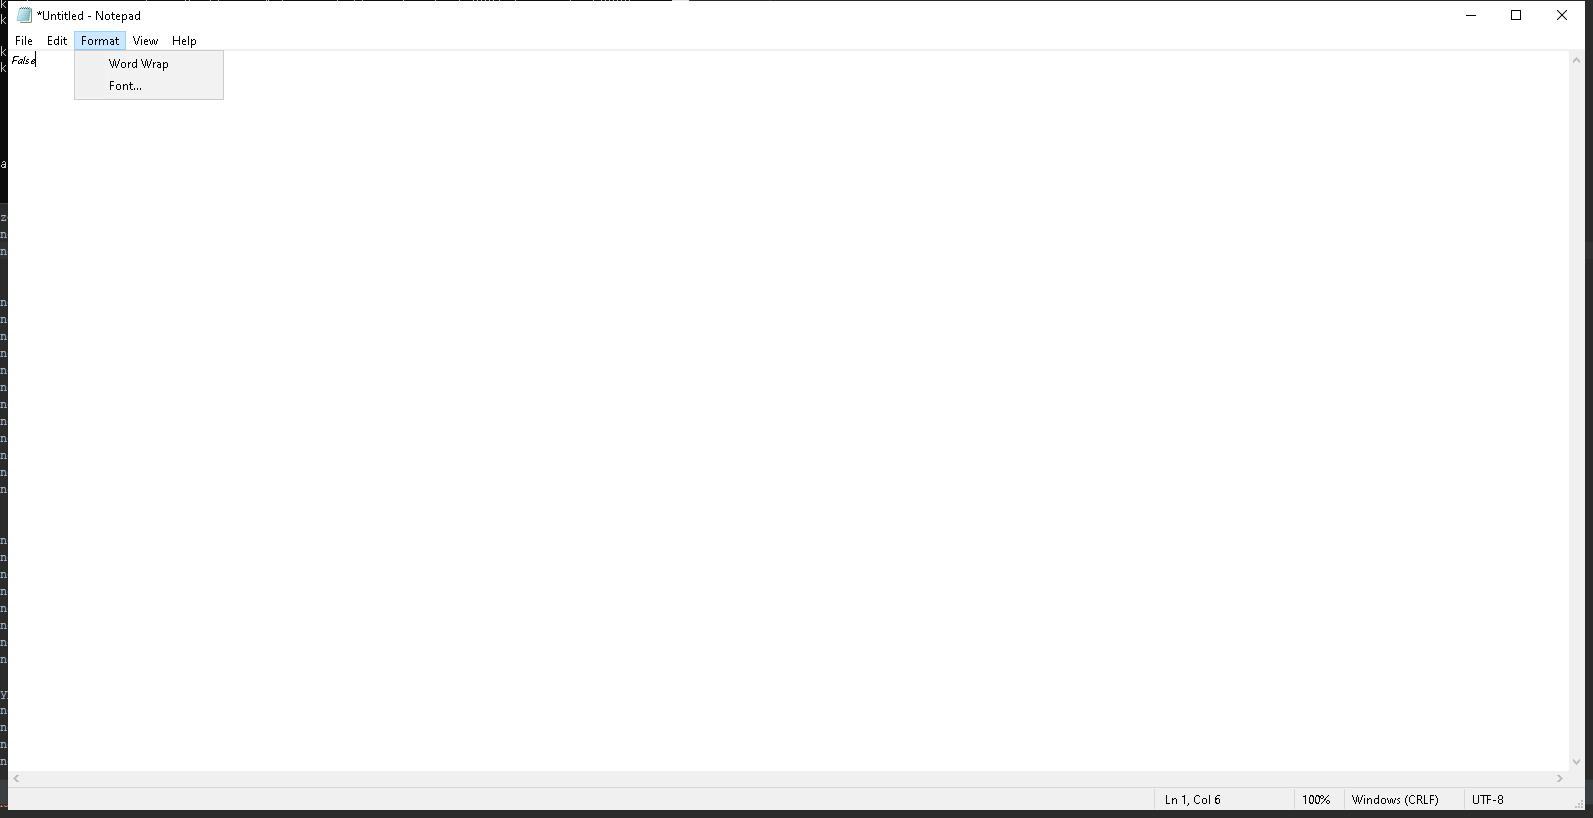 *Untitled - Notepad
File Edit Format View Help
False
Word Wrap
Font...
Ln 1, Col 6 100% Windows (CRLF) UTF-8